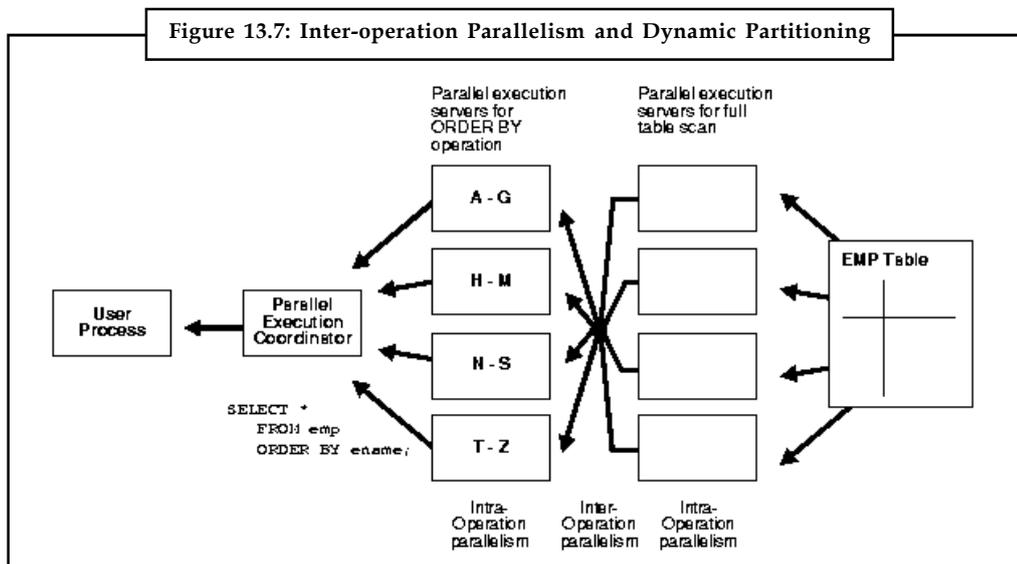 Figure 13.7: Inter-operation Parallelism and Dynamic Partitioning
Parallel execution
servers for
ORDER BY
operation
Parallel execution
servers for full
table scan
A - G
H - M
N - S
T - Z
EMP Table
User
Process
Parallel
Execution
Coordinator
SELECT *
FROM emp
ORDER BY ename;
Intra-
Operation
parallelism
Inter-
Operation
parallelism
Intra-
Operation
parallelism